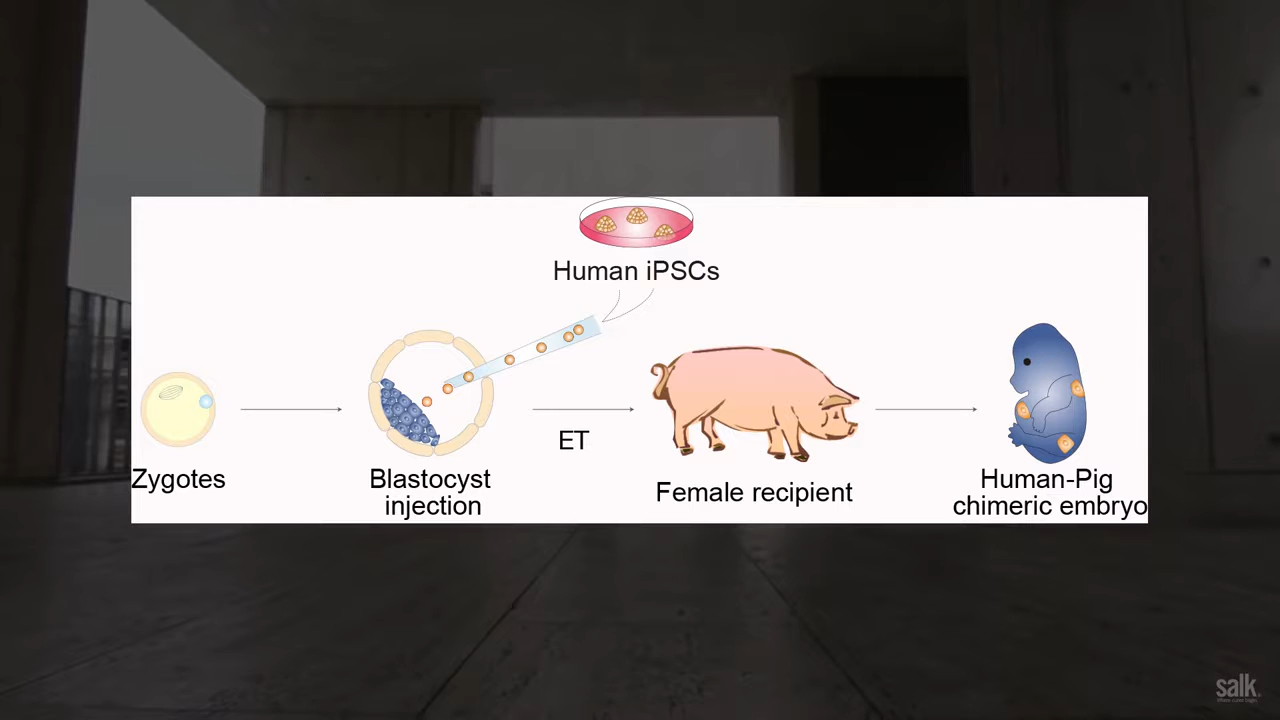 Human iPSCs
ET
Zygotes
Blastocyst
injection
Female recipient
Human-Pig
chimeric embryo
salk